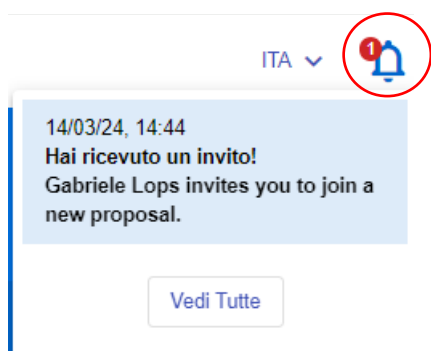 ITA
1
14/03/24, 14:44
Hai ricevuto un invito!
Gabriele Lops invites you to join a
new proposal.
Vedi Tutte